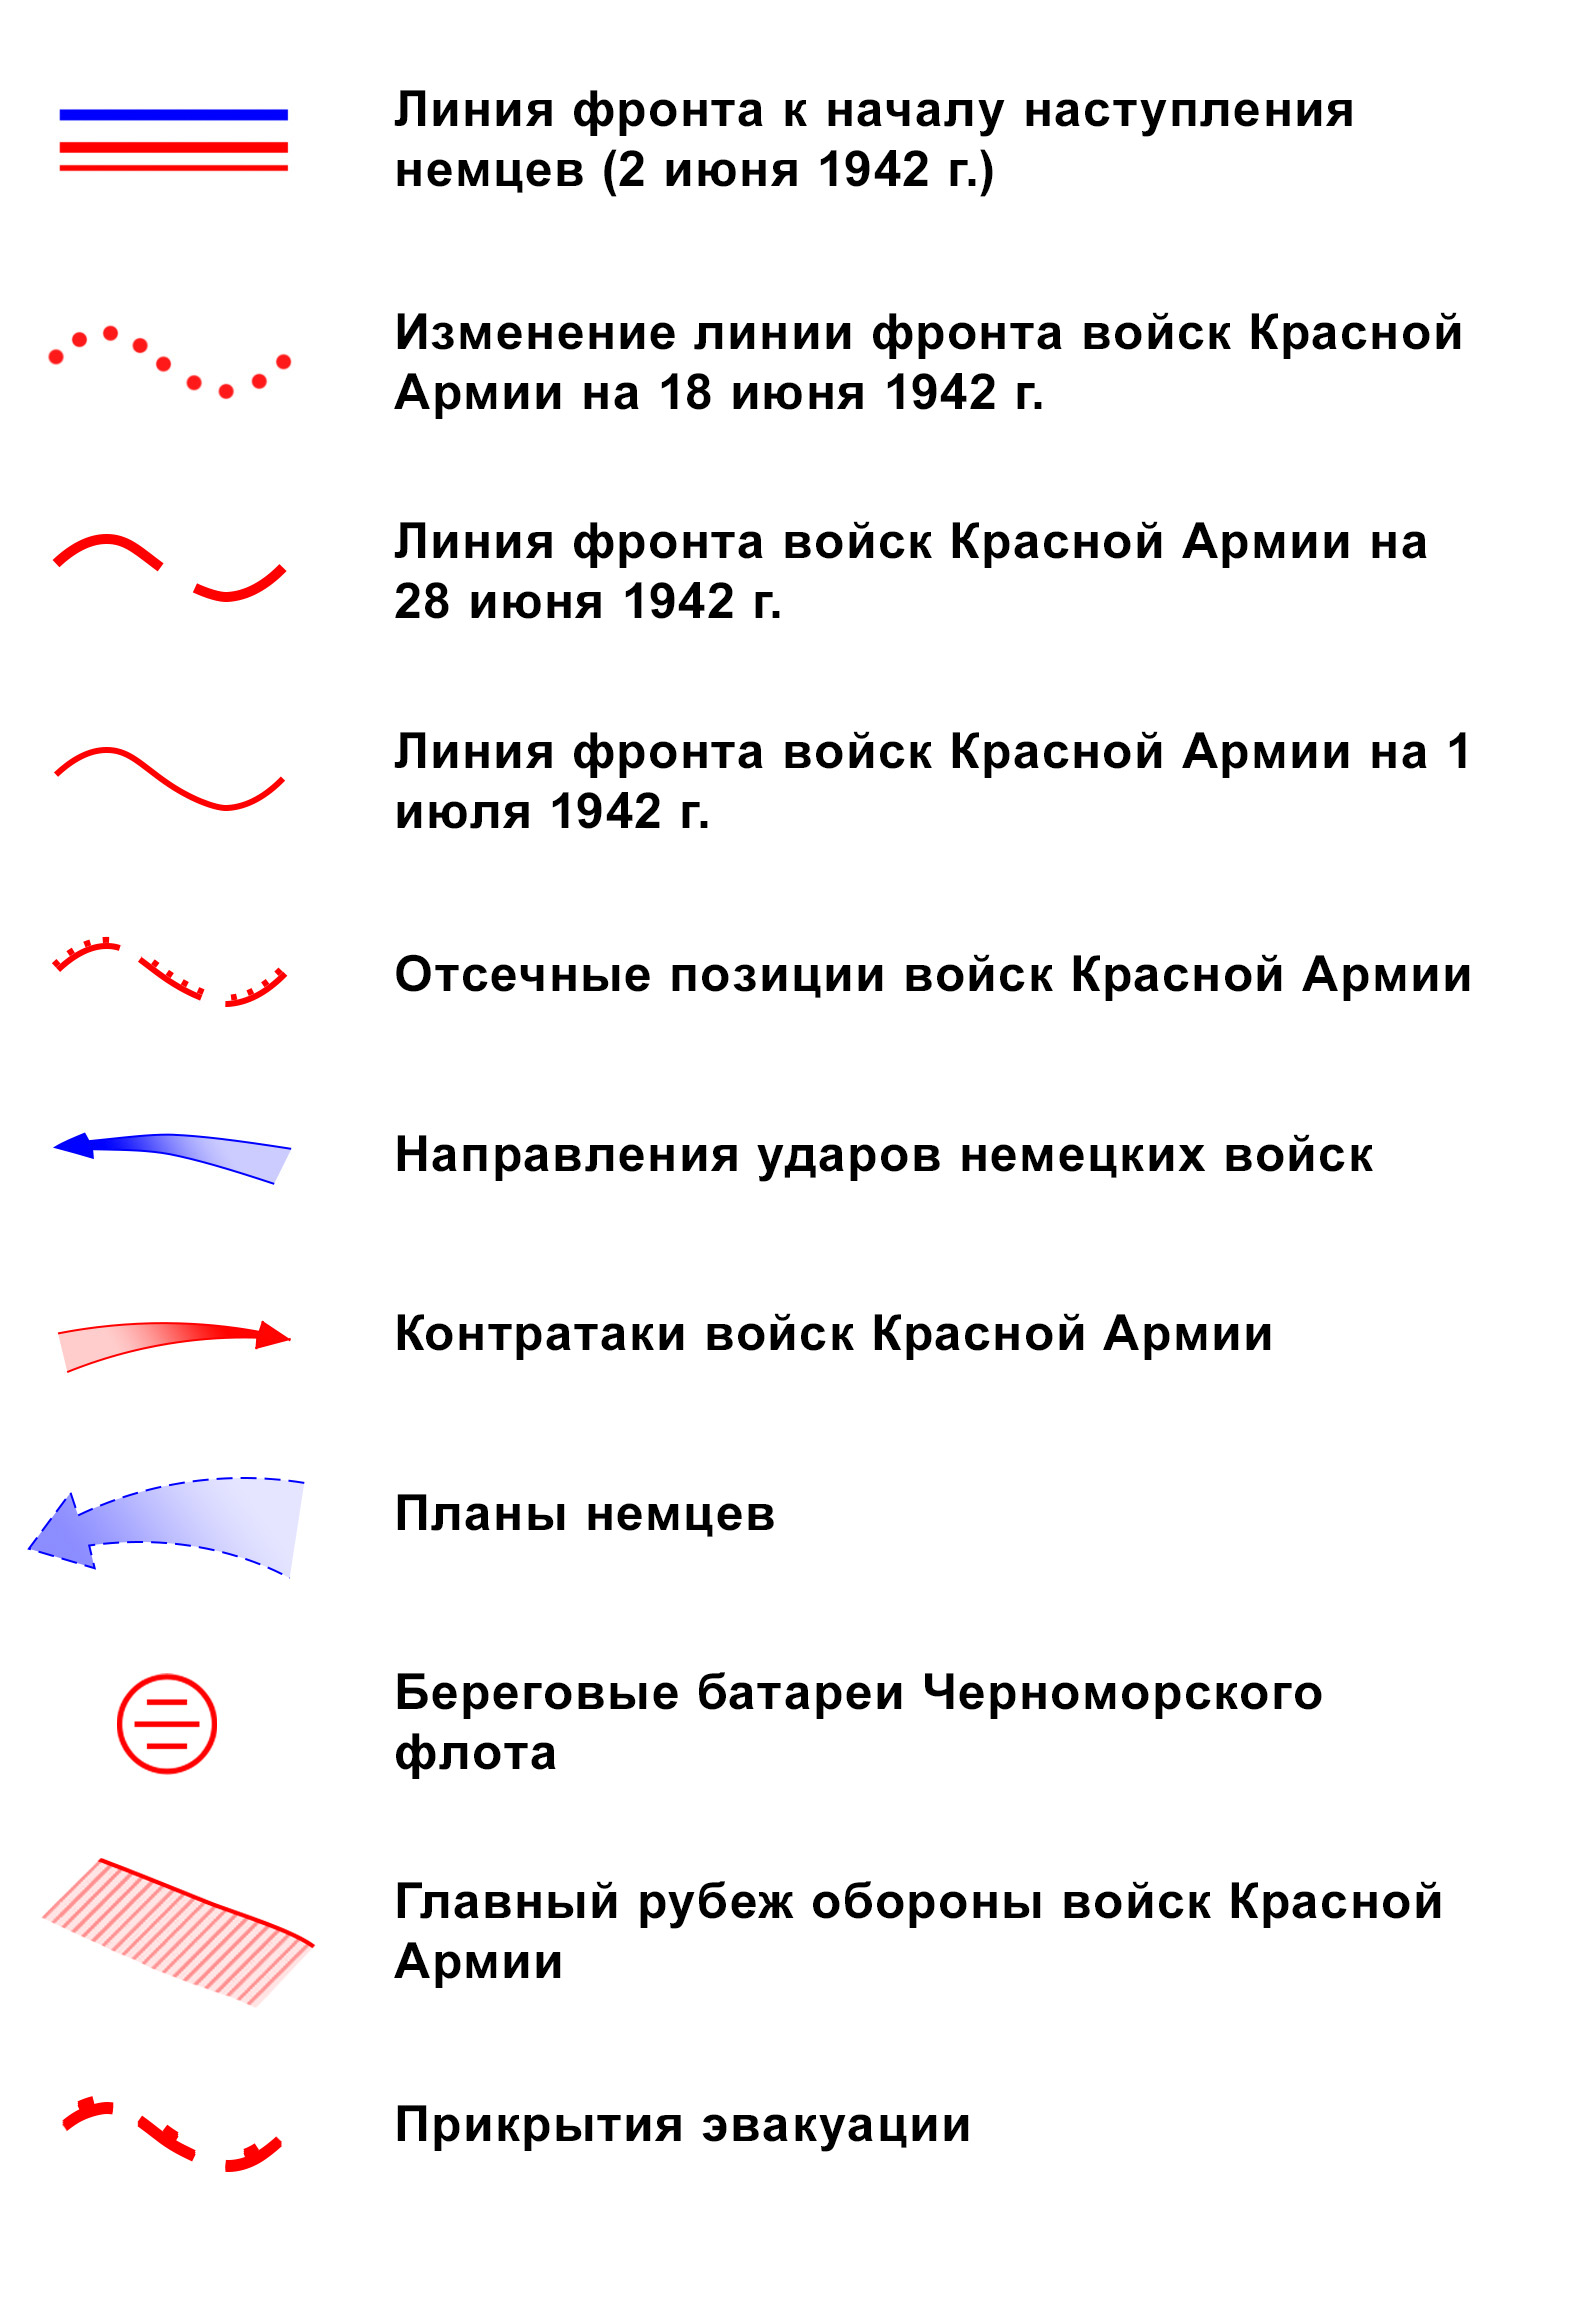 Линия фронта к началу наступления
немцев (2 июня 1942 г.)
Изменение линии фронта войск Красной
Армии на 18 июня 1942 г.
Линия фронта войск Красной Армии на
28 июня 1942 г.
Линия фронта войск Красной Армии на 1
июля 1942 г.
Отсечные позиции войск Красной Армии
Направления ударов немецких войск
Контратаки войск Красной Армии
Планы немцев
Береговые батареи Черноморского
флота
Главный рубеж обороны войск Красной
Армии
Прикрытия эвакуации